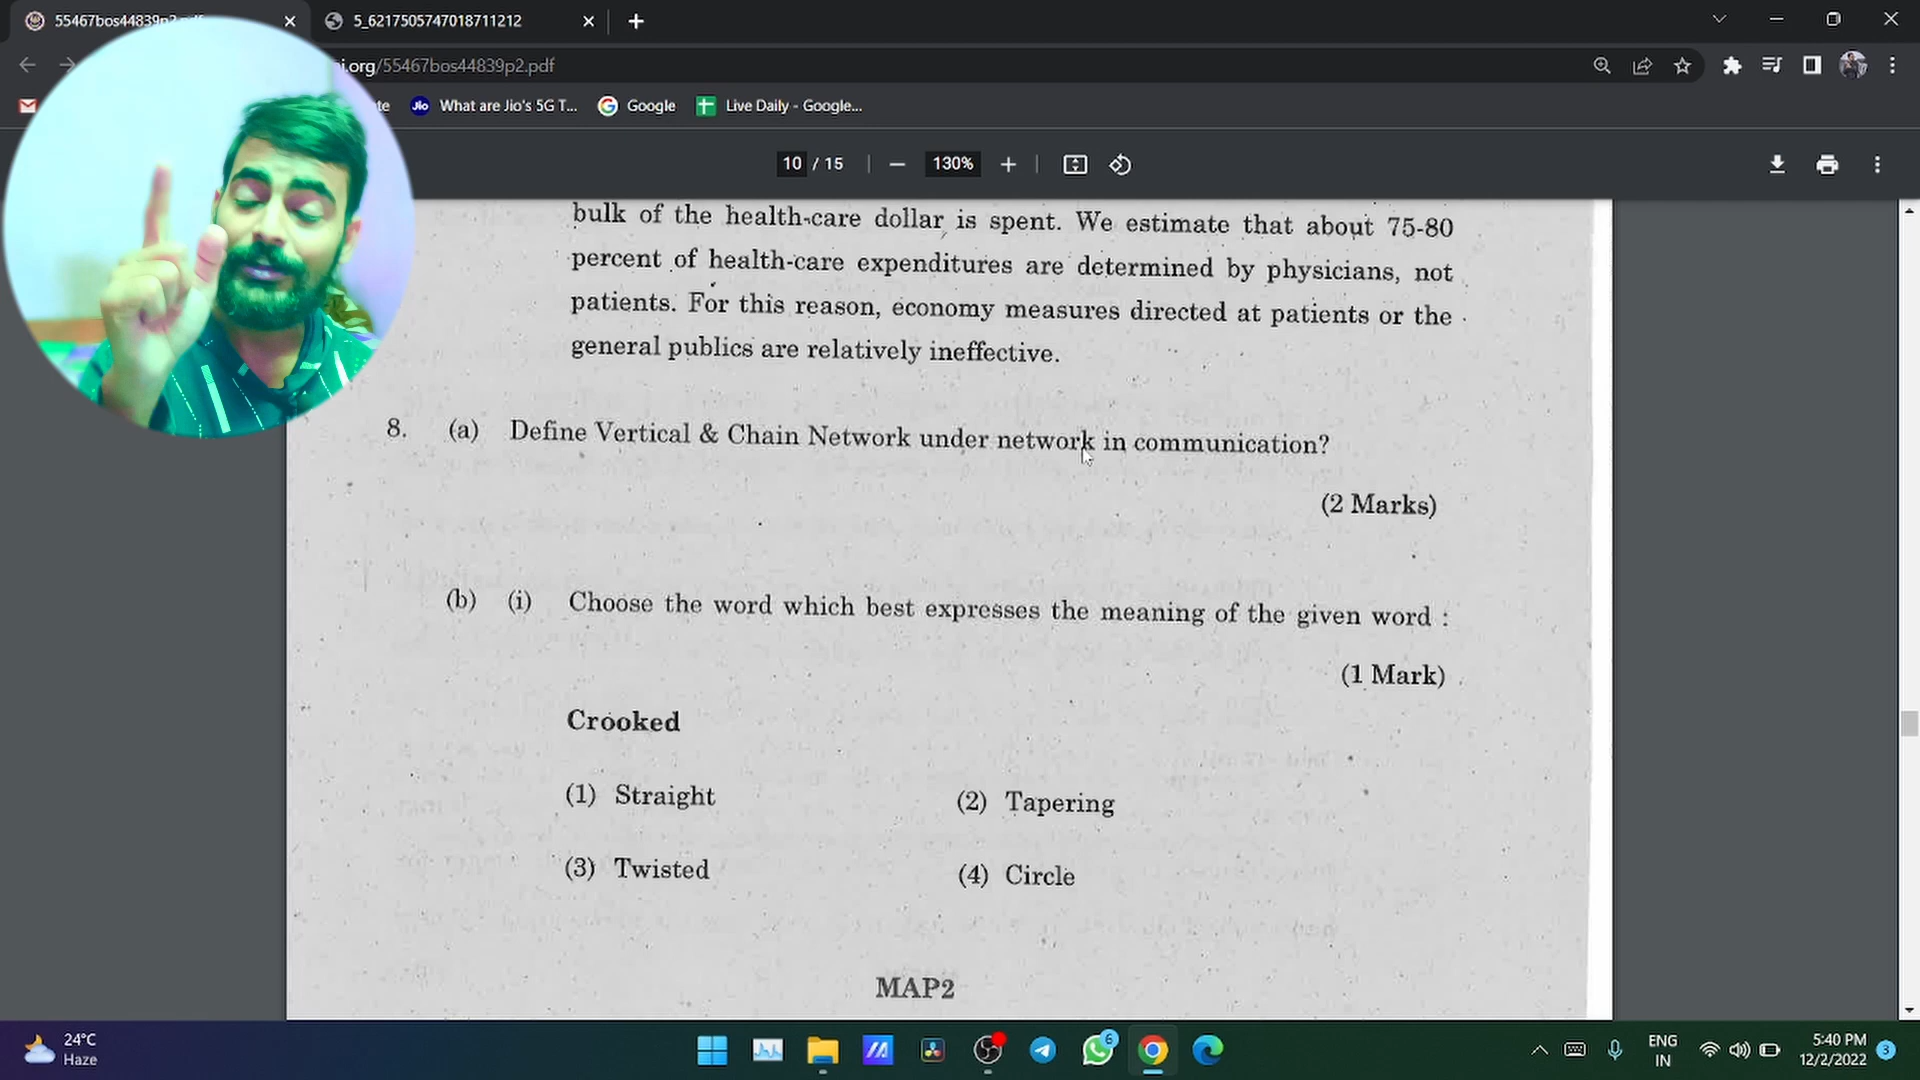 55467bos44839p2.pdf
5_6217505747018711212
i.org/55467bos44839p2.pdf
What are Jio's 5G T...
Google
Live Daily - Google...
10 / 15
130%
bulk of the health-care dollar is spent. We estimate that about 75-80
percent of health-care expenditures are determined by physicians, not
patients. For this reason, economy measures directed at patients or the
general publics are relatively ineffective.
8. (a) Define Vertical & Chain Network under network in communication?
(2 Marks)
(b) (i) Choose the word which best expresses the meaning of the given word :
(1 Mark)
Crooked
(1) Straight
(2) Tapering
(3) Twisted
(4) Circle
MAP2
24°C
Haze
6
ENG
IN
5:40 PM
12/2/2022
3